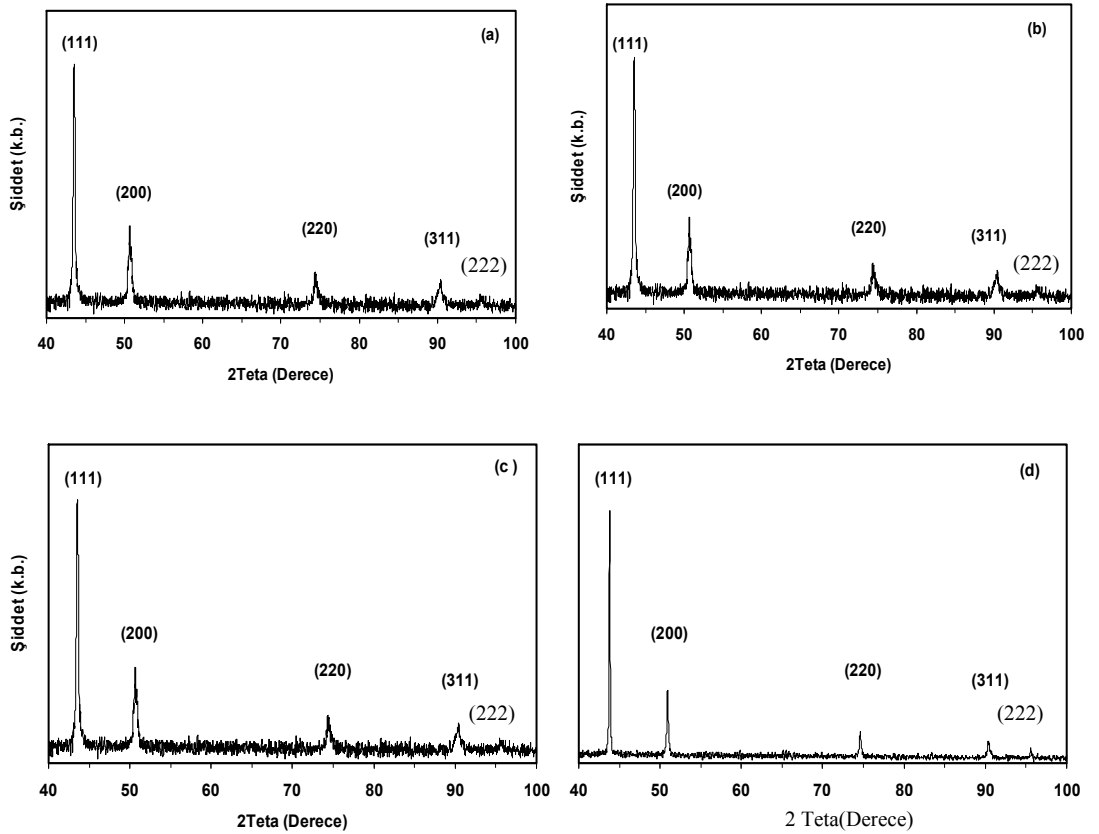 (a)
(111)
(200)
(220)
(311)
(222)
Şiddet (k.b.)
40 50 60 70 80 90 100
2Teta (Derece)
(b)
(111)
(200)
(220)
(311)
(222)
Şiddet (k.b.)
40 50 60 70 80 90 100
2Teta (Derece)
(c )
(111)
(200)
(220)
(311)
(222)
Şiddet (k.b.)
40 50 60 70 80 90 100
2Teta (Derece)
(d)
(111)
(200)
(220)
(311)
(222)
40 50 60 70 80 90 100
2 Teta(Derece)